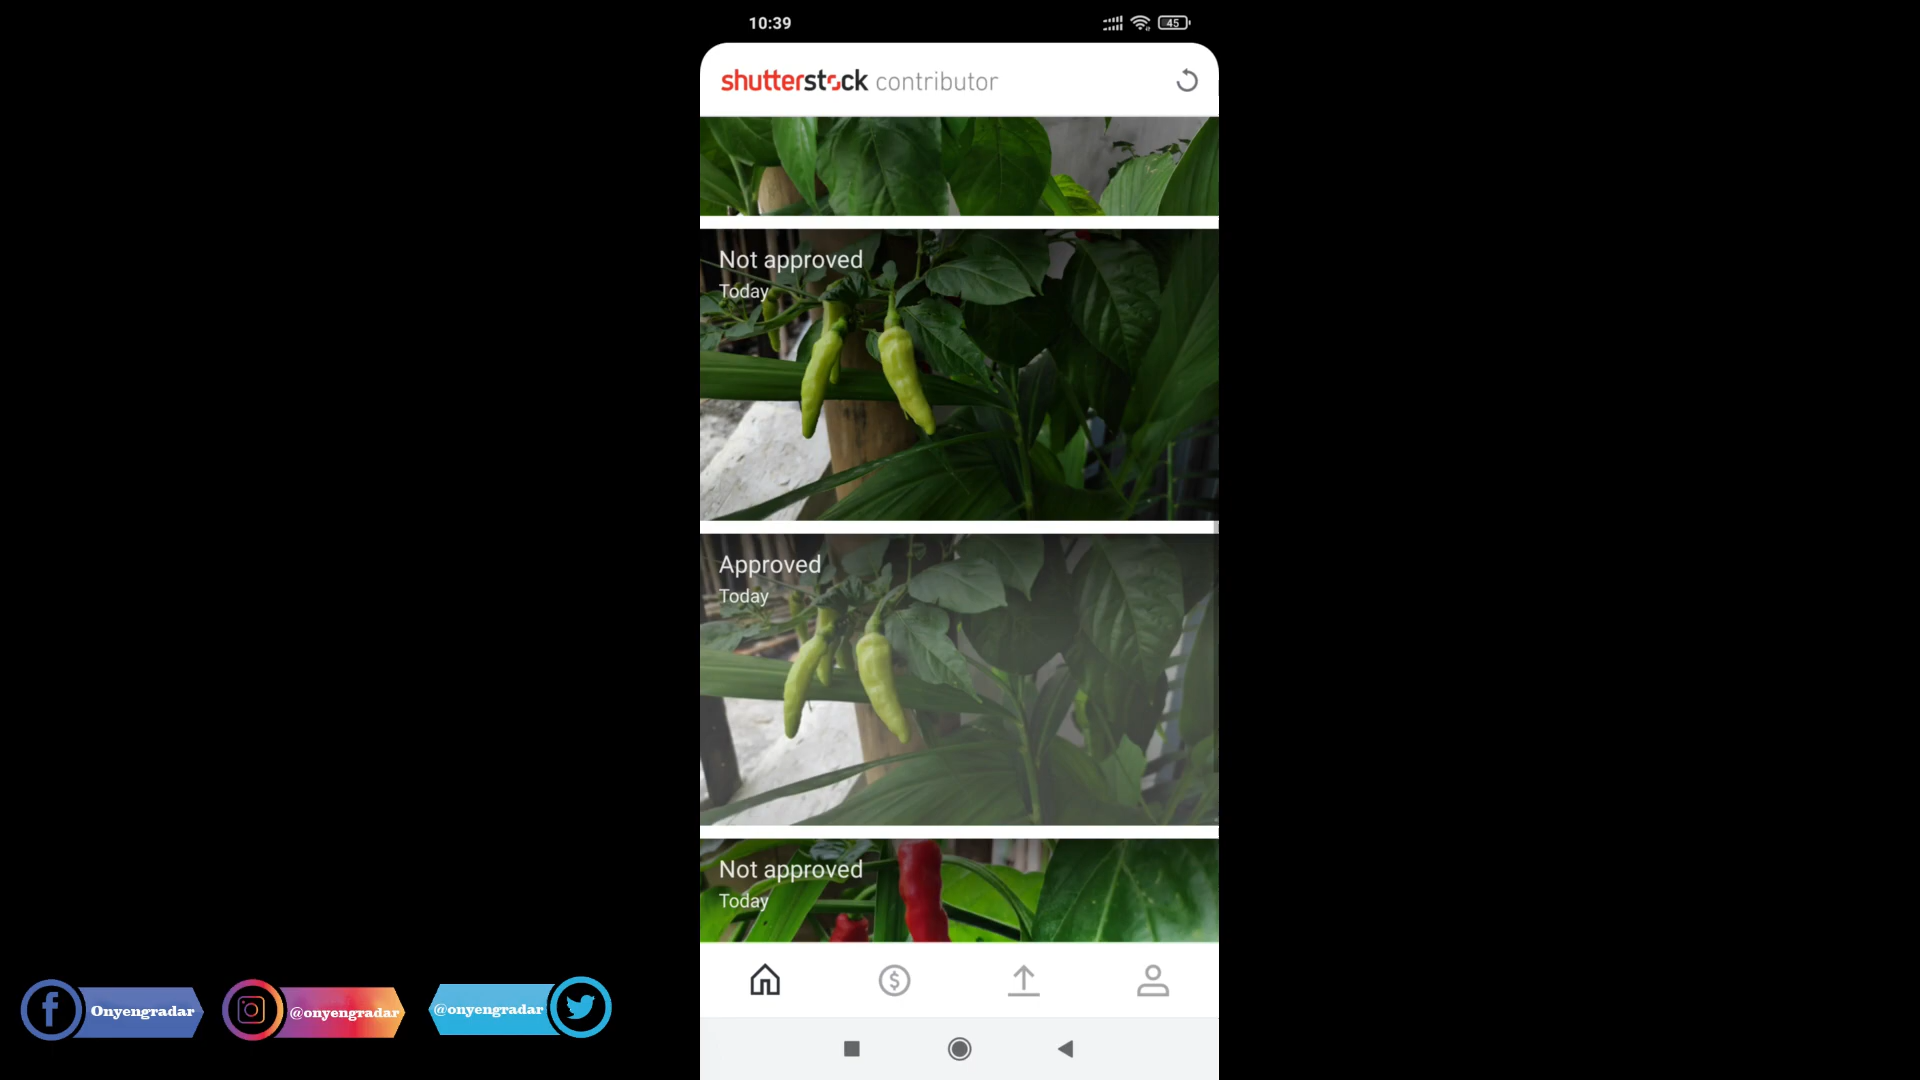 10:39
45
shutterstock contributor
Not approved
Today
Approved
Today
Not approved
Today
Onyengradar
@onyengradar
@onyengradar